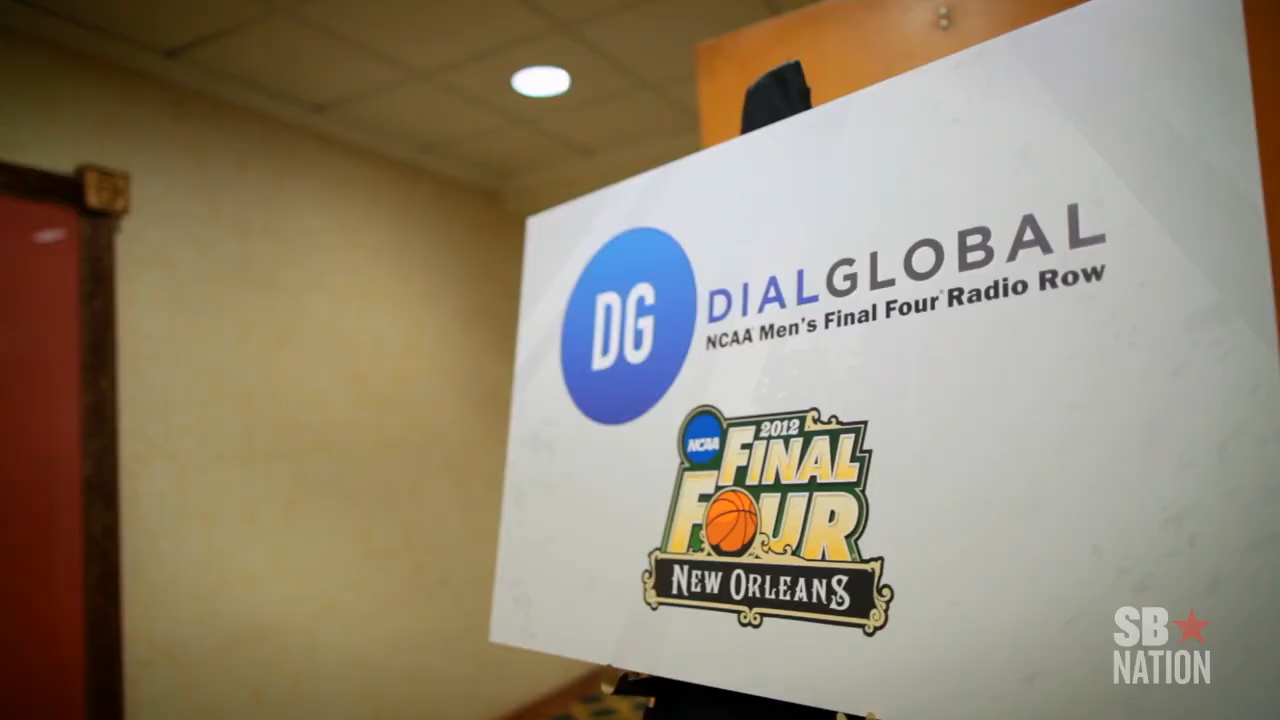 DG
DIALGLOBAL
NCAA Men's Final Four Radio Row
NCAA
2012
FINAL
FOUR
NEW ORLEANS
SB
NATION